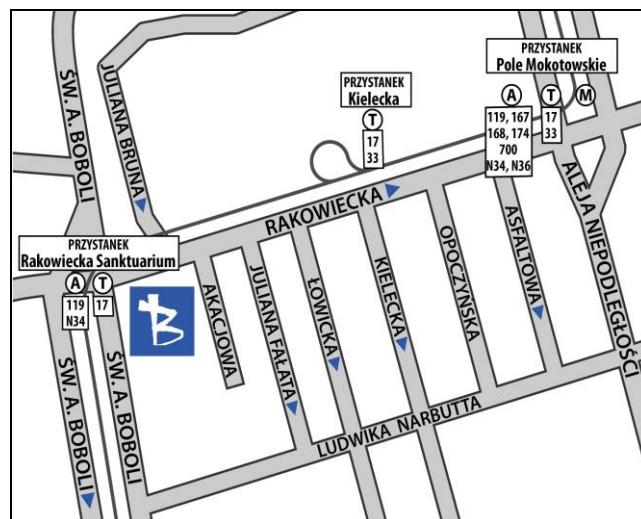 PRZYSTANEK
Pole Mokotowskie
A T M
119, 167
168, 174
700
N34, N36
17
33
PRZYSTANEK
Kielecka
T
17
33
ŚW. A. BOBOLI
JULIANA BRUNA
RAKOWIECKA
ALEJA NIEPODLEGŁOŚCI
PRZYSTANEK
Rakowiecka Sanktuarium
A T
119
N34
17
B
AKACJOWA
JULIANA FAŁATA
ŁOWICKA
KIELECKA
OPOCZYŃSKA
ASFALTOWA
ŚW. A. BOBOLI
ŚW. A. BOBOLI
LUDWIKA NARBUTTA